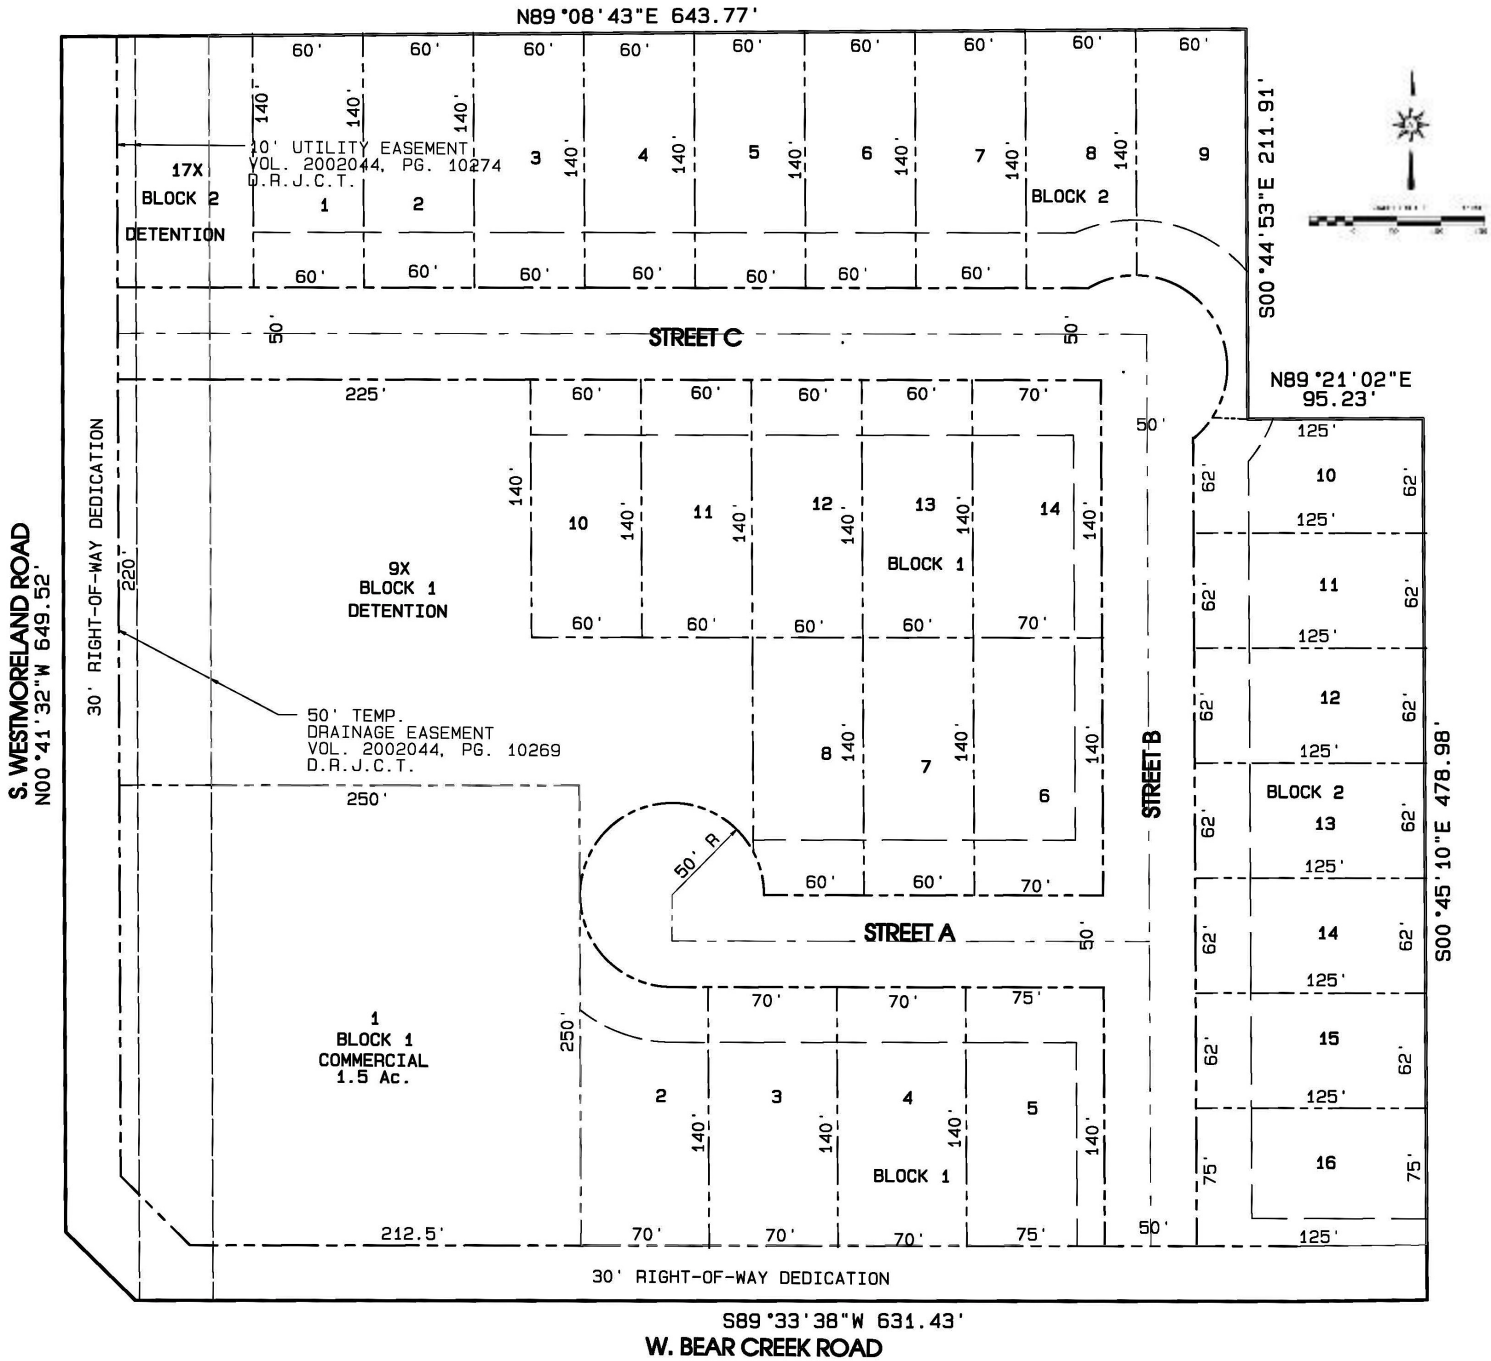 N89°08'43"E 643.77'
60' 60' 60' 60' 60' 60' 60' 60' 60'
140' 140' 140' 140' 140' 140' 140' 140' 140'
10' UTILITY EASEMENT
VOL. 2002044, PG. 10274
D.R.J.C.T.
17X
BLOCK 2
DETENTION
1 2 3 4 5 6 7 8 9
BLOCK 2
60' 60' 60' 60' 60' 60' 60'
S00°44'53"E 211.91'
50' STREET C 50'
N89°21'02"E
95.23'
225' 60' 60' 60' 60' 70'
50'
125'
30' RIGHT-OF-WAY DEDICATION
220'
S. WESTMORELAND ROAD
N00°41'32"W 649.52'
140' 140' 140' 140' 140' 140'
10 11 12 13 14
BLOCK 1
9X
BLOCK 1
DETENTION
60' 60' 60' 60' 70'
50' TEMP.
DRAINAGE EASEMENT
VOL. 2002044, PG. 10269
D.R.J.C.T.
8 7 6
140' 140' 140'
STREET B
250'
50' R
60' 60' 70'
STREET A
50'
62' 10 62'
125'
62' 11 62'
125'
62' 12 62'
125'
BLOCK 2
62' 13 62'
125'
62' 14 62'
125'
62' 15 62'
125'
75' 16 75'
125'
S00°45'10"E 478.98'
70' 70' 75'
250'
1
BLOCK 1
COMMERCIAL
1.5 Ac.
2 3 4 5
140' 140' 140' 140'
BLOCK 1
212.5' 70' 70' 70' 75' 50'
30' RIGHT-OF-WAY DEDICATION
S89°33'38"W 631.43'
W. BEAR CREEK ROAD